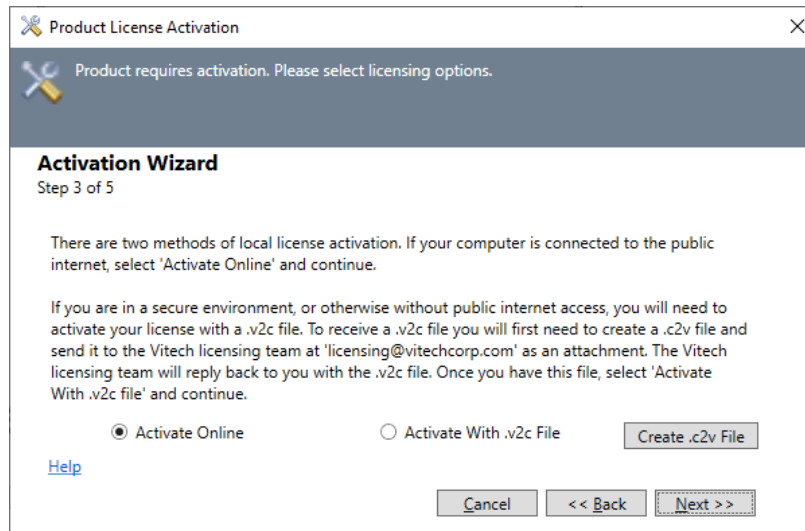 Product License Activation
Product requires activation. Please select licensing options.
Activation Wizard
Step 3 of 5
There are two methods of local license activation. If your computer is connected to the public
internet, select 'Activate Online' and continue.
If you are in a secure environment, or otherwise without public internet access, you will need to
activate your license with a .v2c file. To receive a .v2c file you will first need to create a .c2v file and
send it to the Vitech licensing team at 'licensing@vitechcorp.com' as an attachment. The Vitech
licensing team will reply back to you with the .v2c file. Once you have this file, select 'Activate
With .v2c file' and continue.
Activate Online Activate With .v2c File Create .c2v File
Help
Cancel << Back Next >>